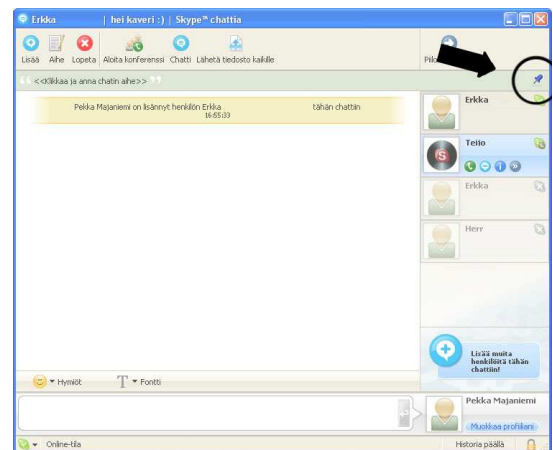 Erkka | hei kaveri :) | Skype™ chattia
Lisää Aihe Lopeta Aloita konferenssi Chatti Lähetä tiedosto kaikille
<<Klikkaa ja anna chatin aihe>>
Pekka Majaniemi on lisännyt henkilön Erkka tähän chattiin
16:55:33
Erkka
Teijo
Erkka
Herr
Lisää muita
henkilöitä tähän
chattiin!
Hymiöt T Fontti
Pekka Majaniemi
Muokkaa profiiliani
Online-tila Historia päällä